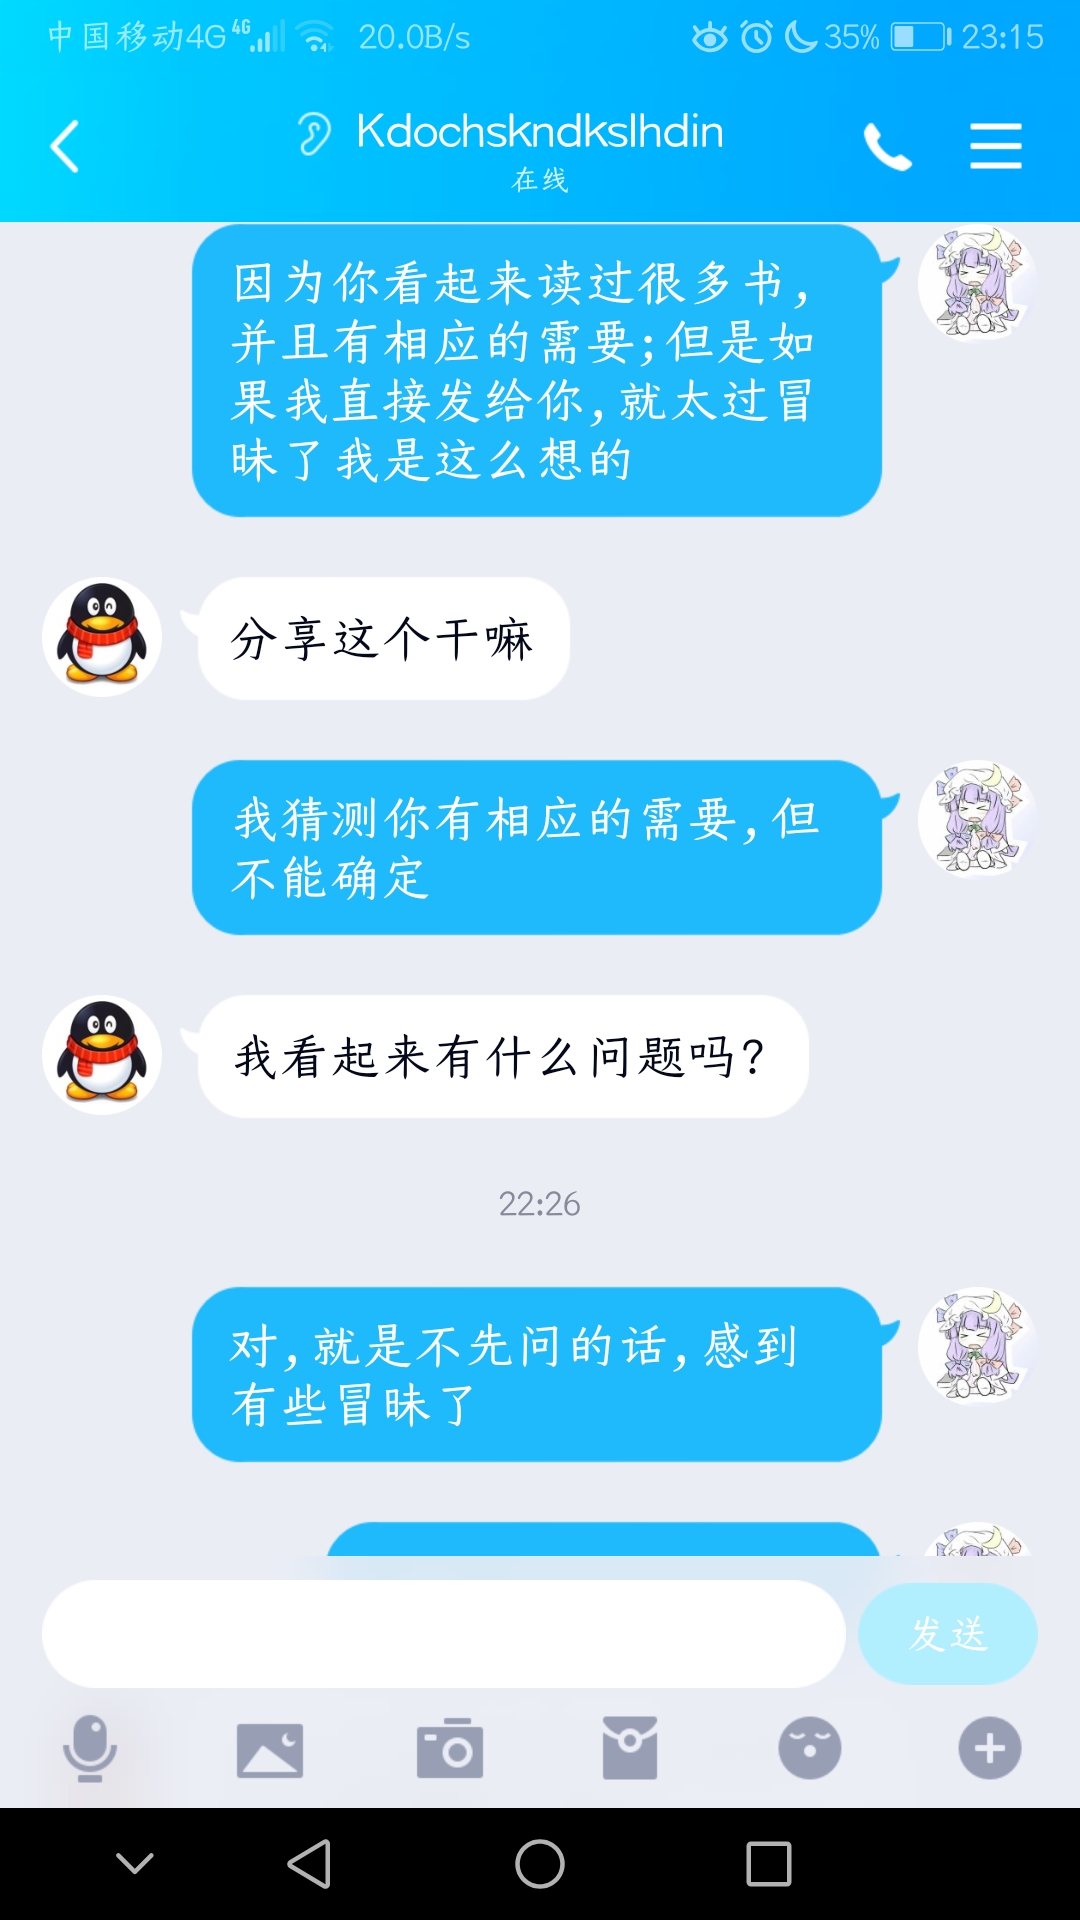 中国移动4G 4G 20.0B/s 35% 23:15
Kdochskndkslhdin
在线
因为你看起来读过很多书,
并且有相应的需要;但是如
果我直接发给你,就太过冒
昧了我是这么想的
分享这个干嘛
我猜测你有相应的需要,但
不能确定
我看起来有什么问题吗?
22:26
对,就是不先问的话,感到
有些冒昧了
发送